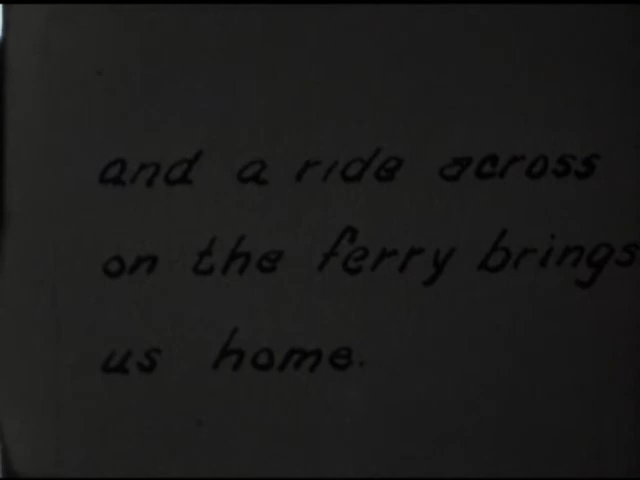 and a ride across
on the ferry brings
us home.